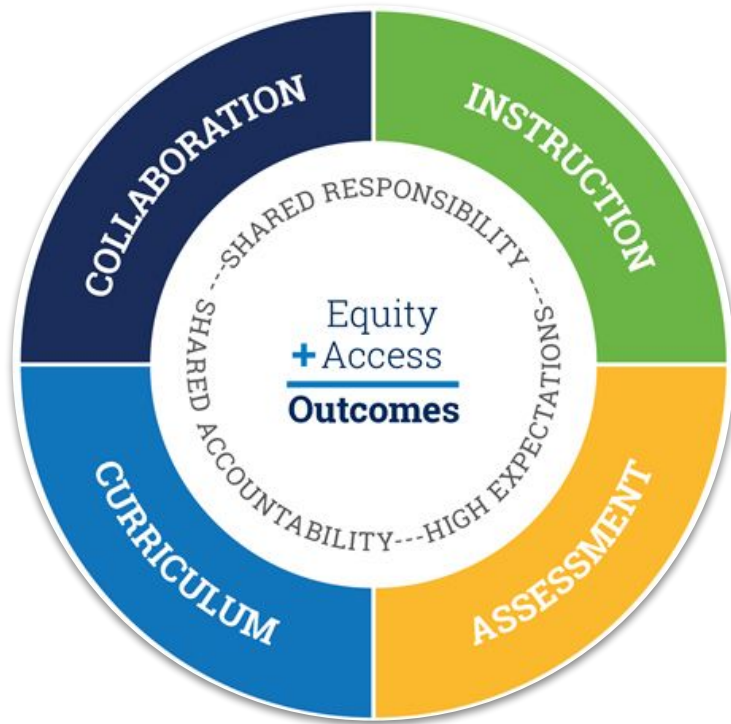 COLLABORATION
INSTRUCTION
SHARED RESPONSIBILITY ----
HIGH EXPECTATIONS---
SHARED ACCOUNTABILITY---
Equity
+Access
Outcomes
CURRICULUM
ASSESSMENT